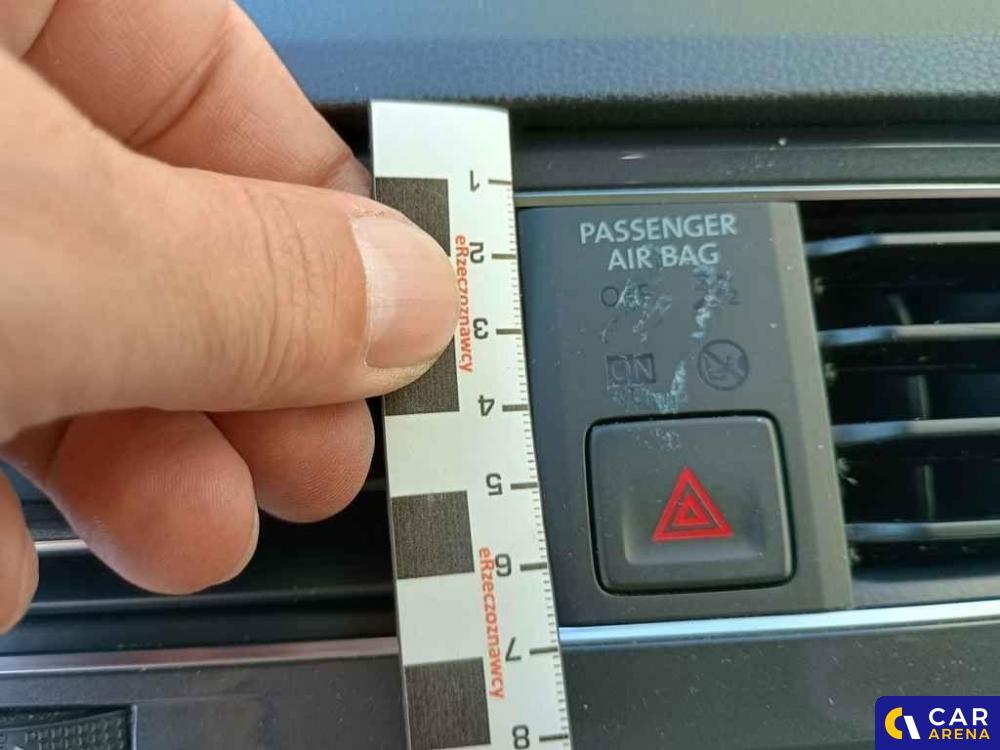 1
2
3
4
5
6
7
8
eRzeczoznawcy
eRzeczoznawcy
PASSENGER
AIR BAG
ON
CAR
ARENA